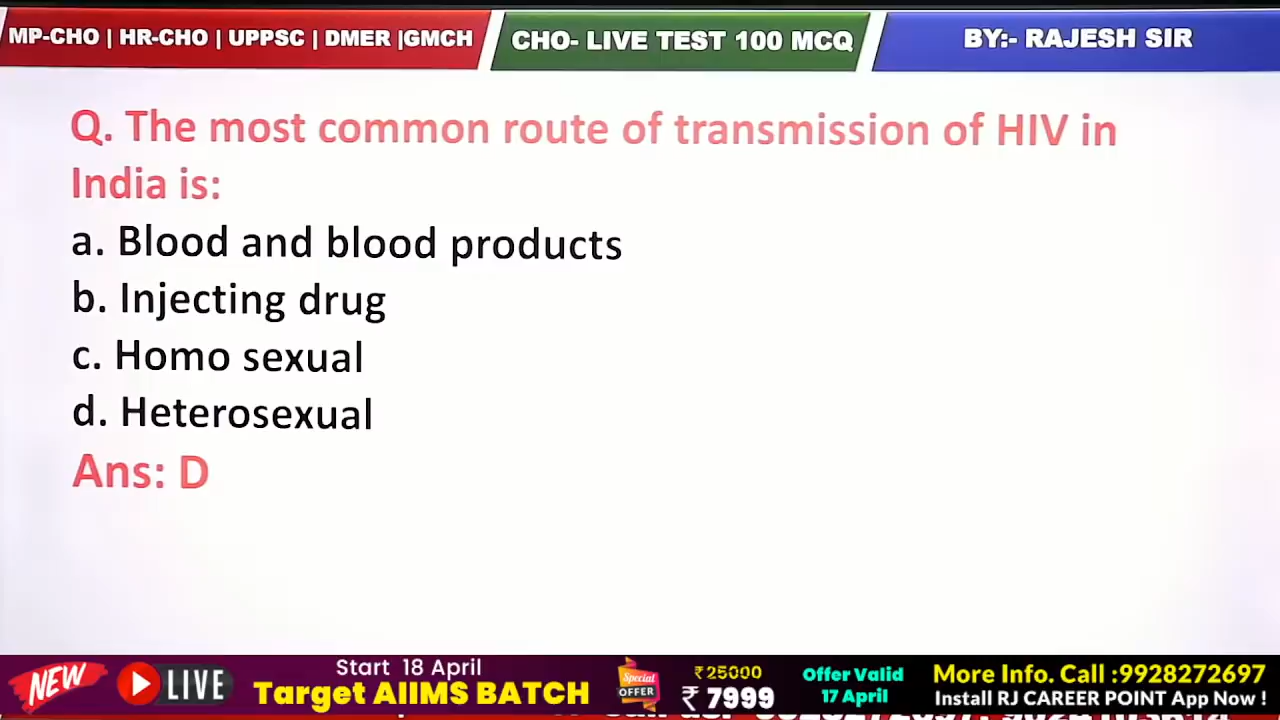 MP-CHO | HR-CHO | UPPSC | DMER |GMCH
CHO- LIVE TEST 100 MCQ
BY:- RAJESH SIR
Q. The most common route of transmission of HIV in
India is:
a. Blood and blood products
b. Injecting drug
c. Homo sexual
d. Heterosexual
Ans: D
NEW
LIVE
Start 18 April
Target AIIMS BATCH
Special
OFFER
₹25000
₹ 7999
Offer Valid
17 April
More Info. Call :9928272697
Install RJ CAREER POINT App Now !